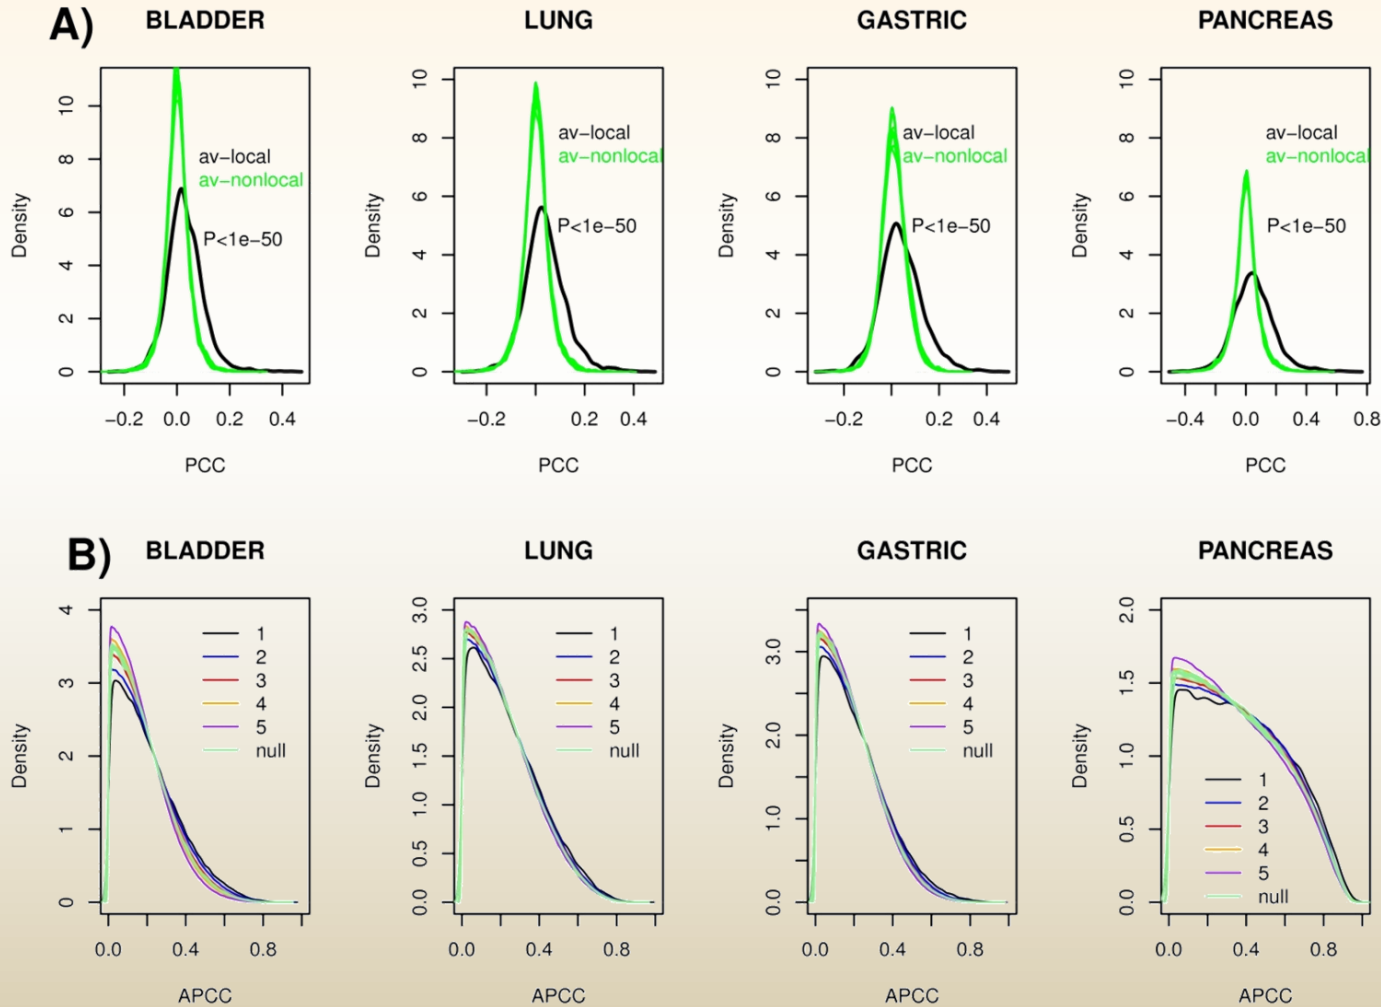 A)
BLADDER
LUNG
GASTRIC
PANCREAS
Density
10
8
6
4
2
0
av−local
av−nonlocal
P<1e−50
−0.2 0.0 0.2 0.4
PCC
Density
10
8
6
4
2
0
av−local
av−nonlocal
P<1e−50
−0.2 0.2 0.4
PCC
Density
10
8
6
4
2
0
av−local
av−nonlocal
P<1e−50
−0.2 0.2 0.4
PCC
Density
10
8
6
4
2
0
av−local
av−nonlocal
P<1e−50
−0.4 0.0 0.4 0.8
PCC
B)
BLADDER
LUNG
GASTRIC
PANCREAS
Density
4
3
2
1
0
1
2
3
4
5
null
0.0 0.4 0.8
APCC
Density
3.0
2.5
2.0
1.5
1.0
0.5
0.0
1
2
3
4
5
null
0.0 0.4 0.8
APCC
Density
3.0
2.0
1.0
0.0
1
2
3
4
5
null
0.0 0.4 0.8
APCC
Density
2.0
1.5
1.0
0.5
0.0
1
2
3
4
5
null
0.0 0.4 0.8
APCC